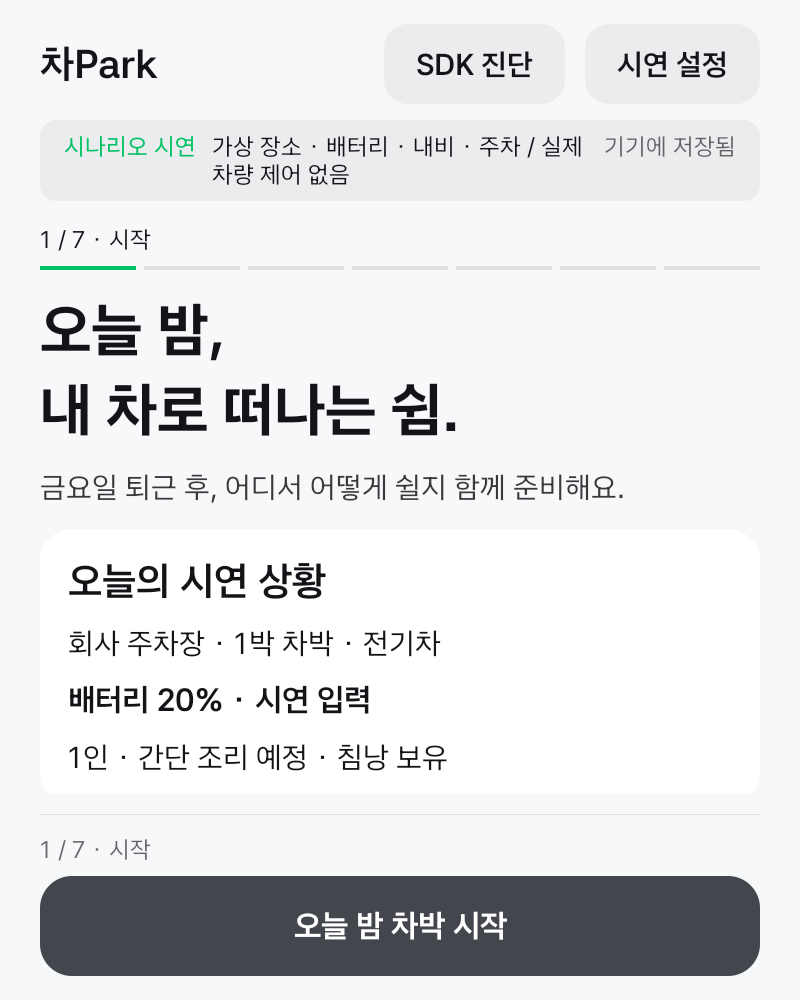 차Park
SDK 진단
시연 설정
시나리오 시연
가상 장소 · 배터리 · 내비 · 주차 / 실제
차량 제어 없음
기기에 저장됨
1 / 7 · 시작
오늘 밤,
내 차로 떠나는 쉼.
금요일 퇴근 후, 어디서 어떻게 쉴지 함께 준비해요.
오늘의 시연 상황
회사 주차장 · 1박 차박 · 전기차
배터리 20% · 시연 입력
1인 · 간단 조리 예정 · 침낭 보유
1 / 7 · 시작
오늘 밤 차박 시작